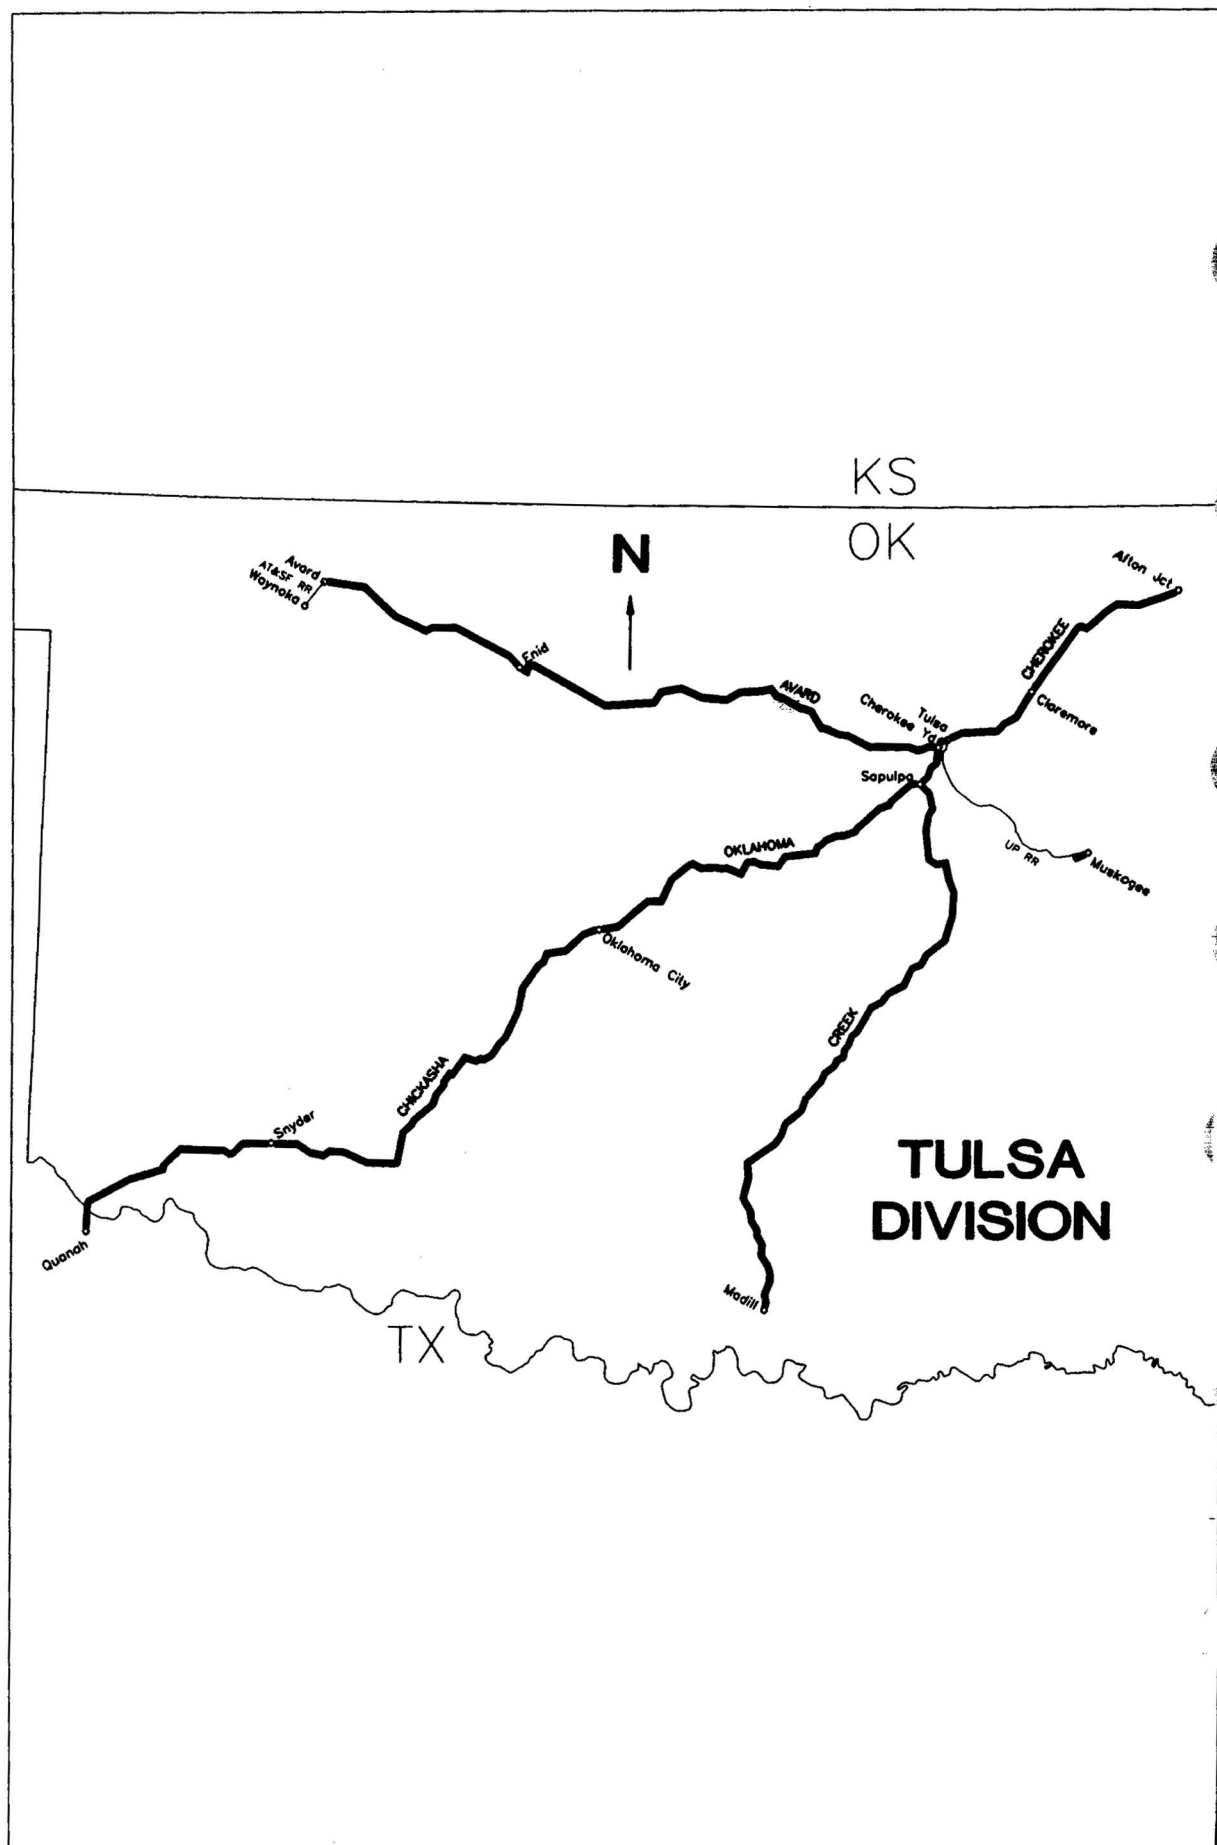 KS
OK
N
Avard
AT&SF RR
Waynoka
Afton Jct
CHEROKEE
Enid
AVARD
Claremore
Tulsa
Cherokee Yd
Sapulpa
OKLAHOMA
UP RR
Muskogee
Oklahoma City
CREEK
CHICKASHA
Snyder
TULSA
DIVISION
Quanah
Madill
TX